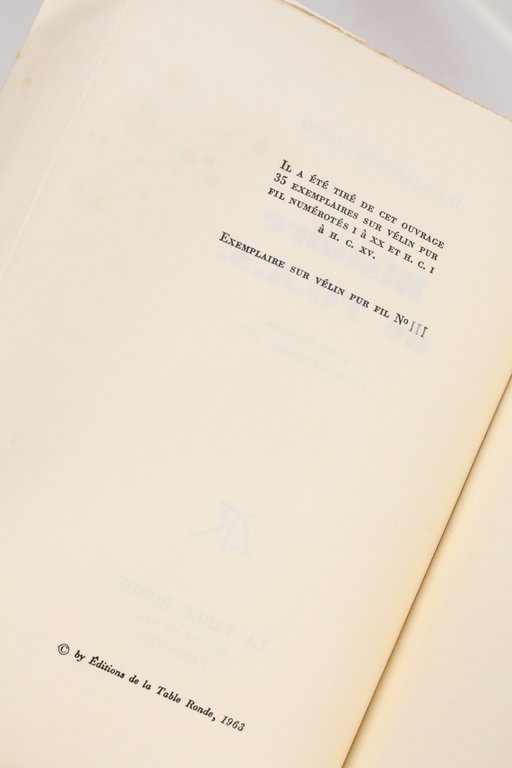 Il a été tiré de cet ouvrage
35 exemplaires sur vélin pur
fil numérotés I à XX et H. C. I
à H. C. XV.
Exemplaire sur vélin pur fil Nº III
© by Éditions de la Table Ronde, 1963